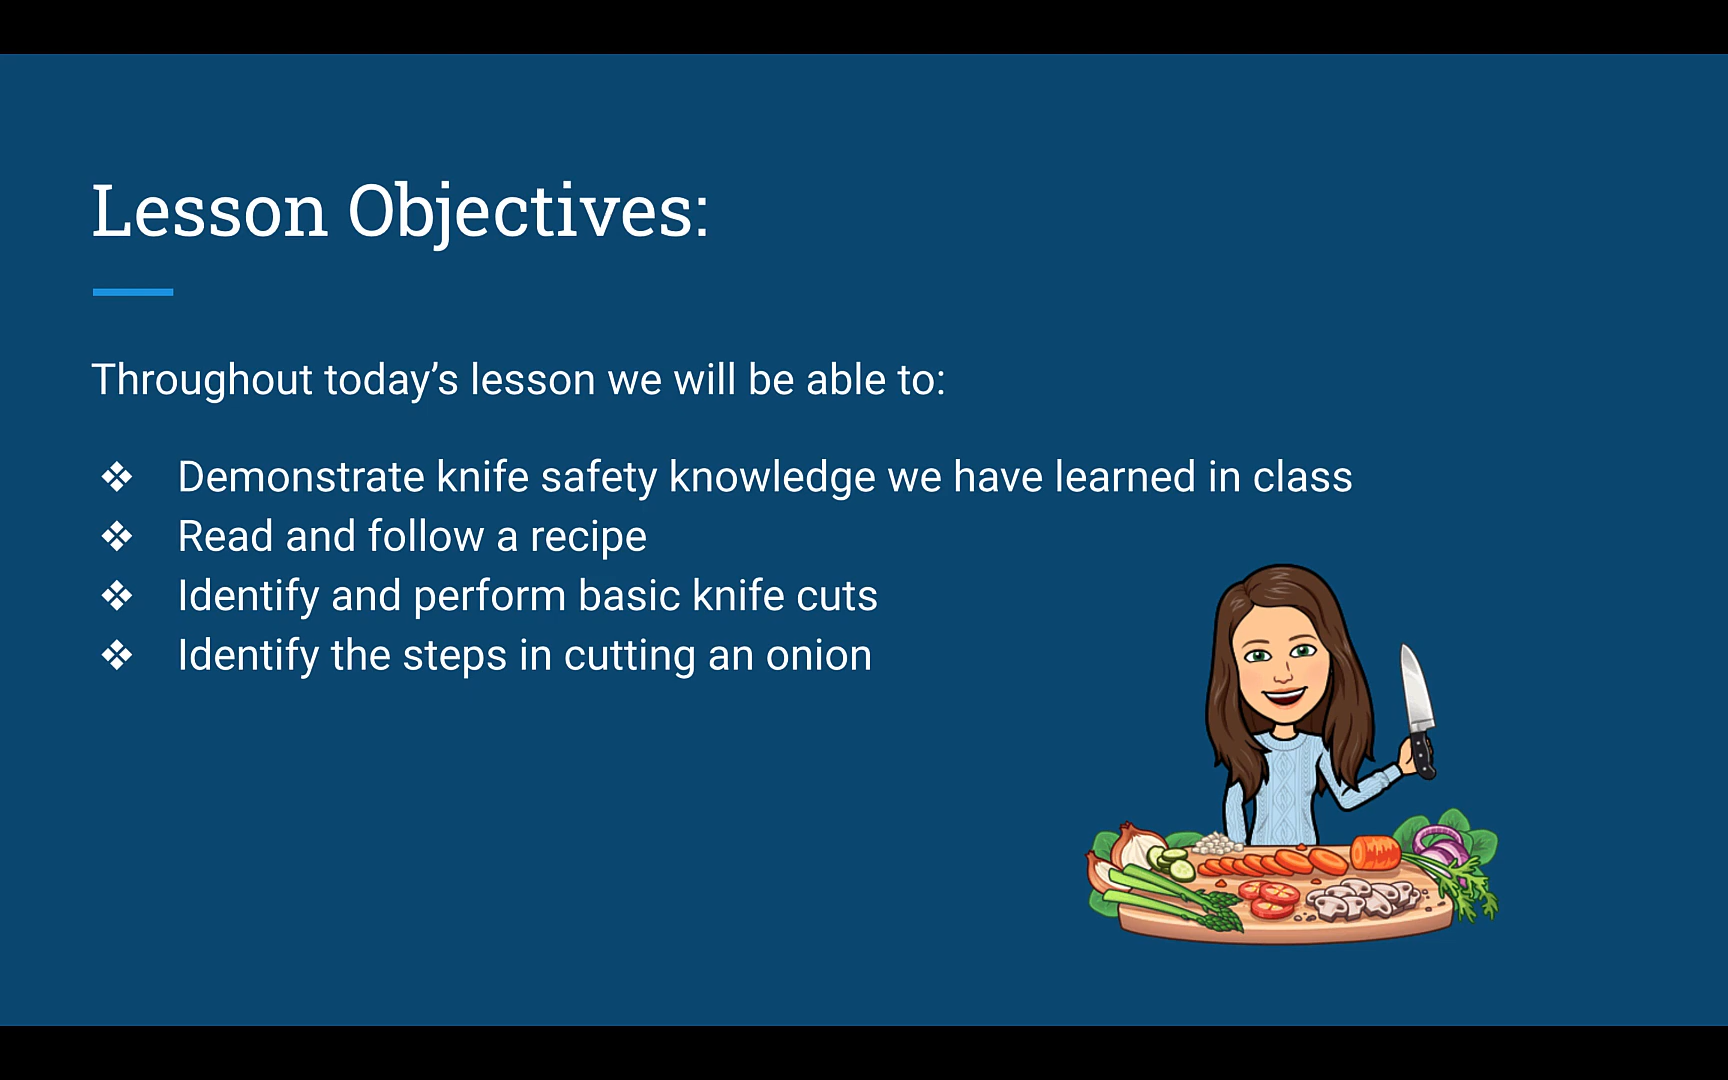 Lesson Objectives:
Throughout today’s lesson we will be able to:
❖ Demonstrate knife safety knowledge we have learned in class
❖ Read and follow a recipe
❖ Identify and perform basic knife cuts
❖ Identify the steps in cutting an onion